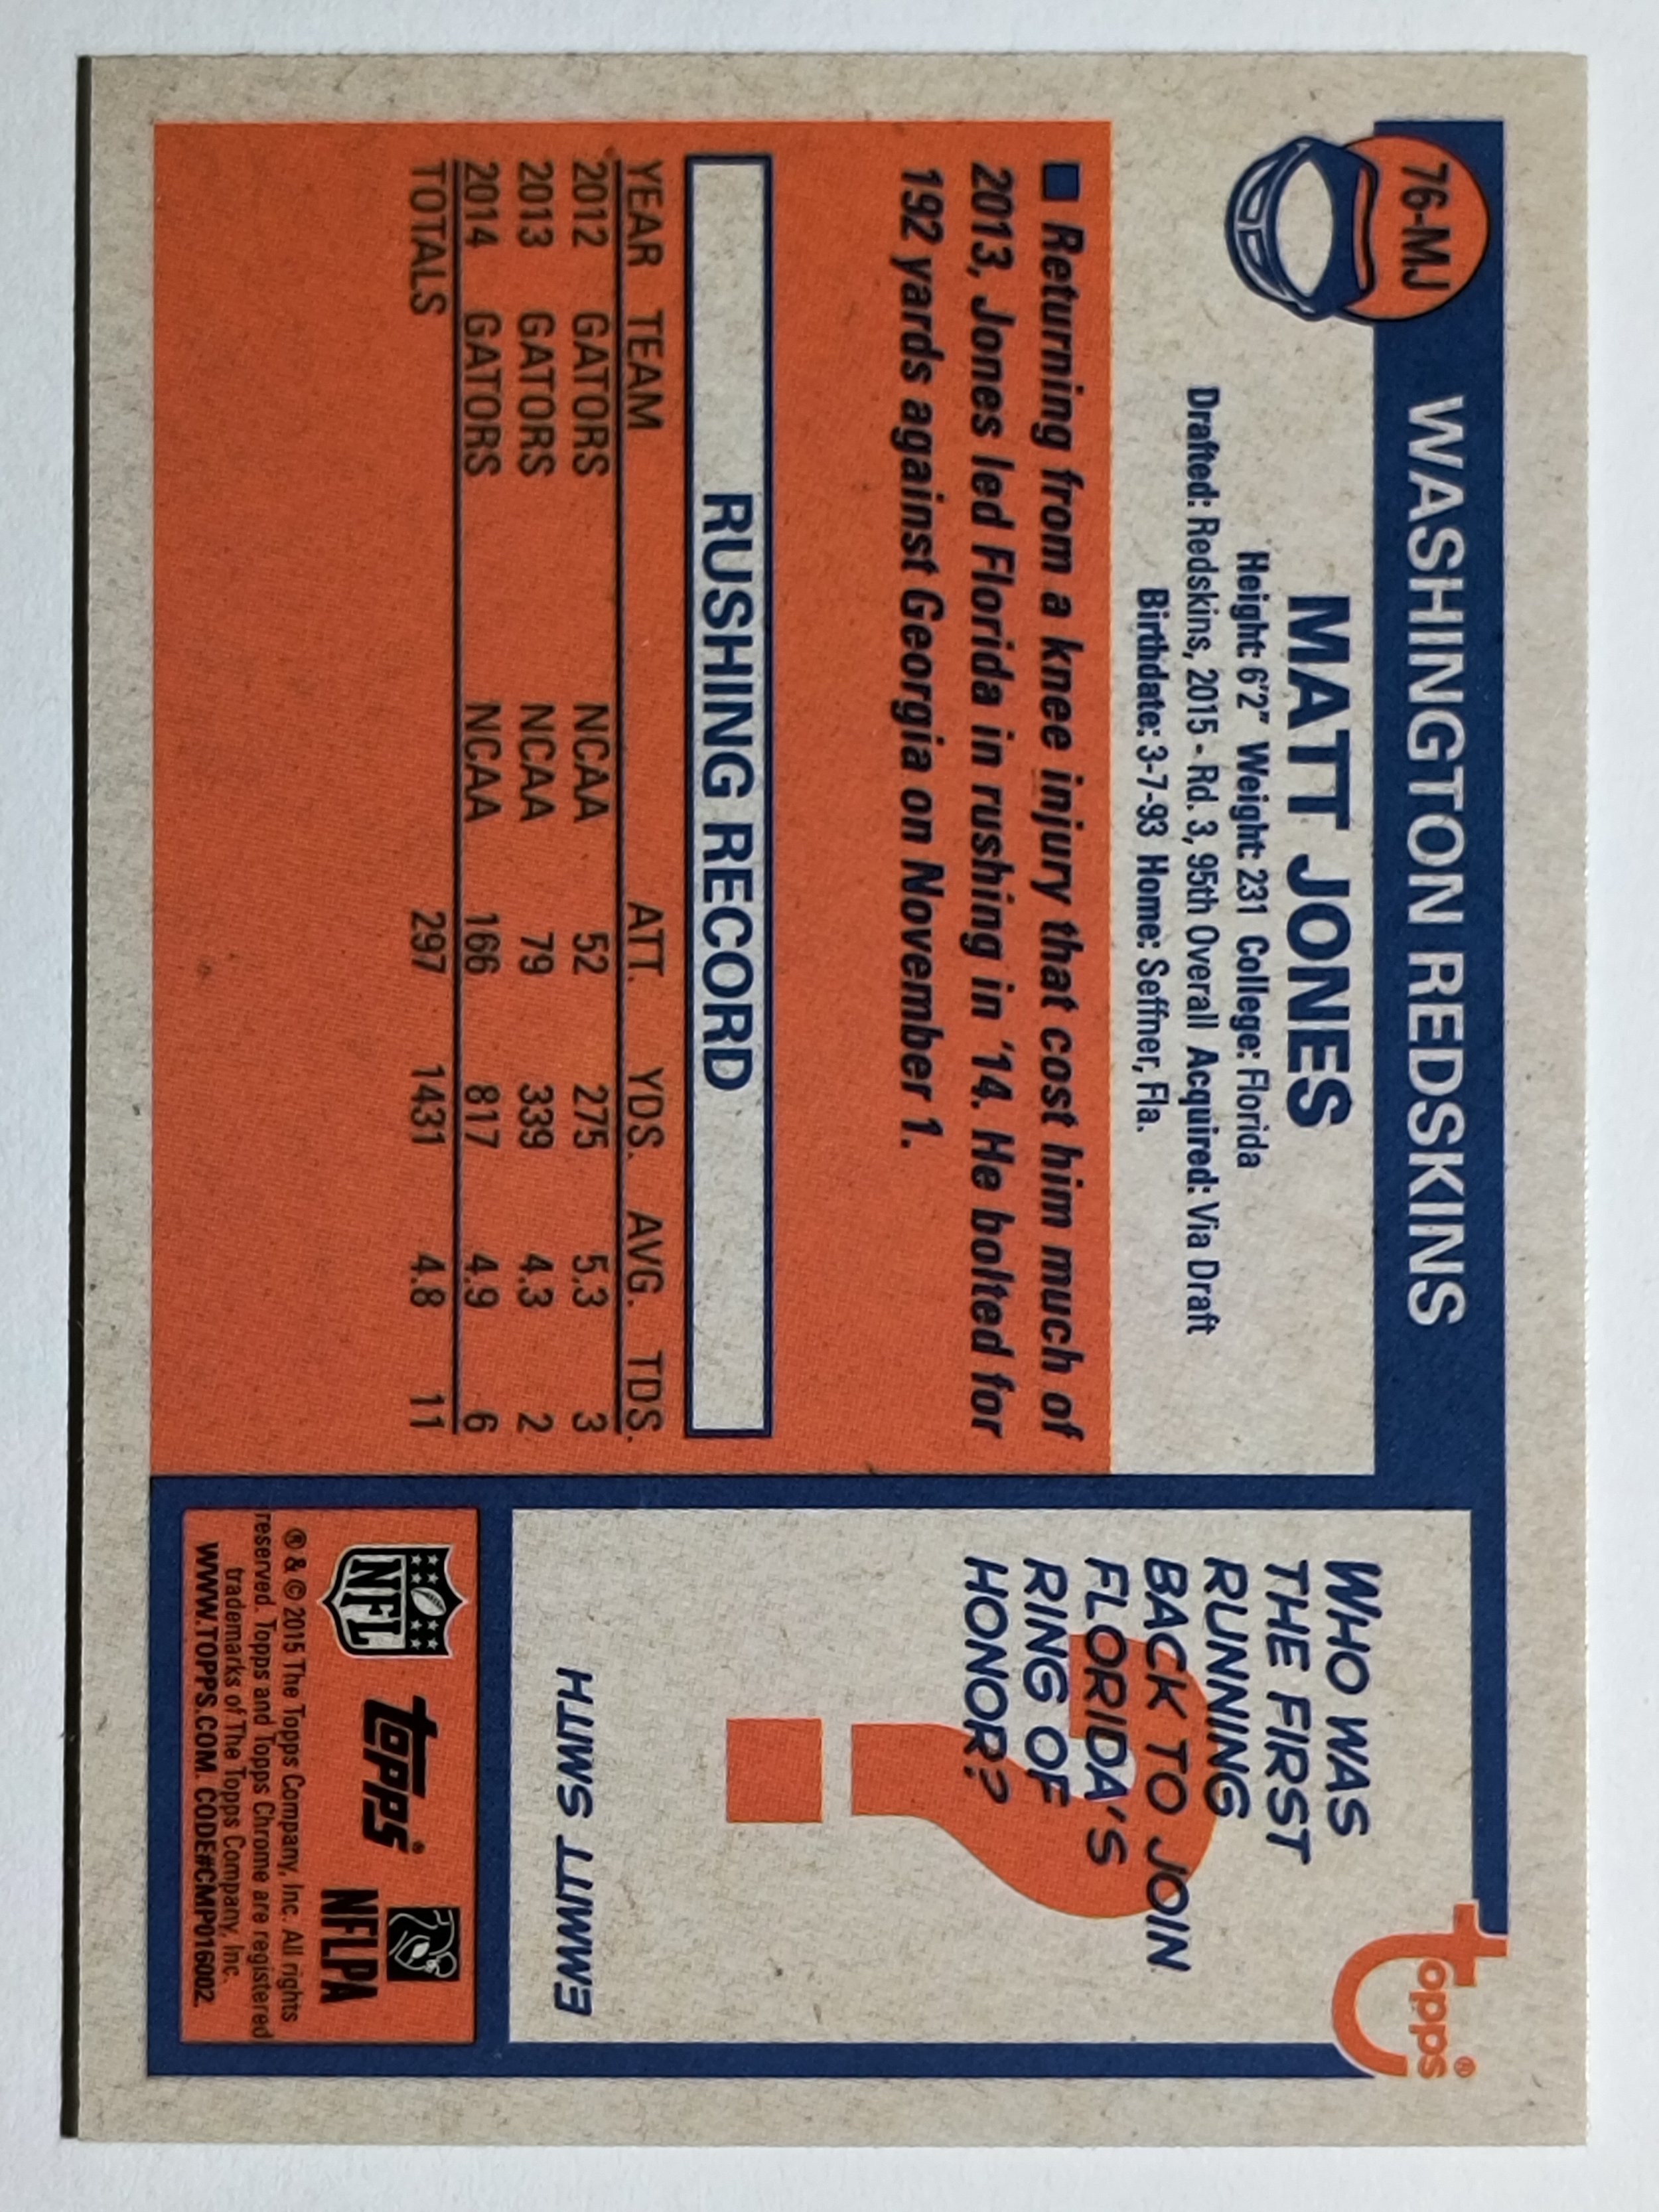 76-MJ
WASHINGTON REDSKINS
topps®
MATT JONES
Height: 6'2" Weight: 231 College: Florida
Drafted: Redskins, 2015 - Rd. 3, 95th Overall Acquired: Via Draft
Birthdate: 3-7-93 Home: Seffner, Fla.
■ Returning from a knee injury that cost him much of
2013, Jones led Florida in rushing in '14. He bolted for
192 yards against Georgia on November 1.
RUSHING RECORD
YEAR TEAM ATT. YDS. AVG. TDS.
2012 GATORS NCAA 52 275 5.3 3
2013 GATORS NCAA 79 339 4.3 2
2014 GATORS NCAA 166 817 4.9 6
TOTALS 297 1431 4.8 11
WHO WAS
THE FIRST
RUNNING
BACK TO JOIN
FLORIDA'S
RING OF
HONOR?
?
EMMITT SMITH
NFL
topps®
NFLPA
® & © 2015 The Topps Company, Inc. All rights
reserved. Topps and Topps Chrome are registered
trademarks of The Topps Company, Inc.
WWW.TOPPS.COM. CODE#CMP016002